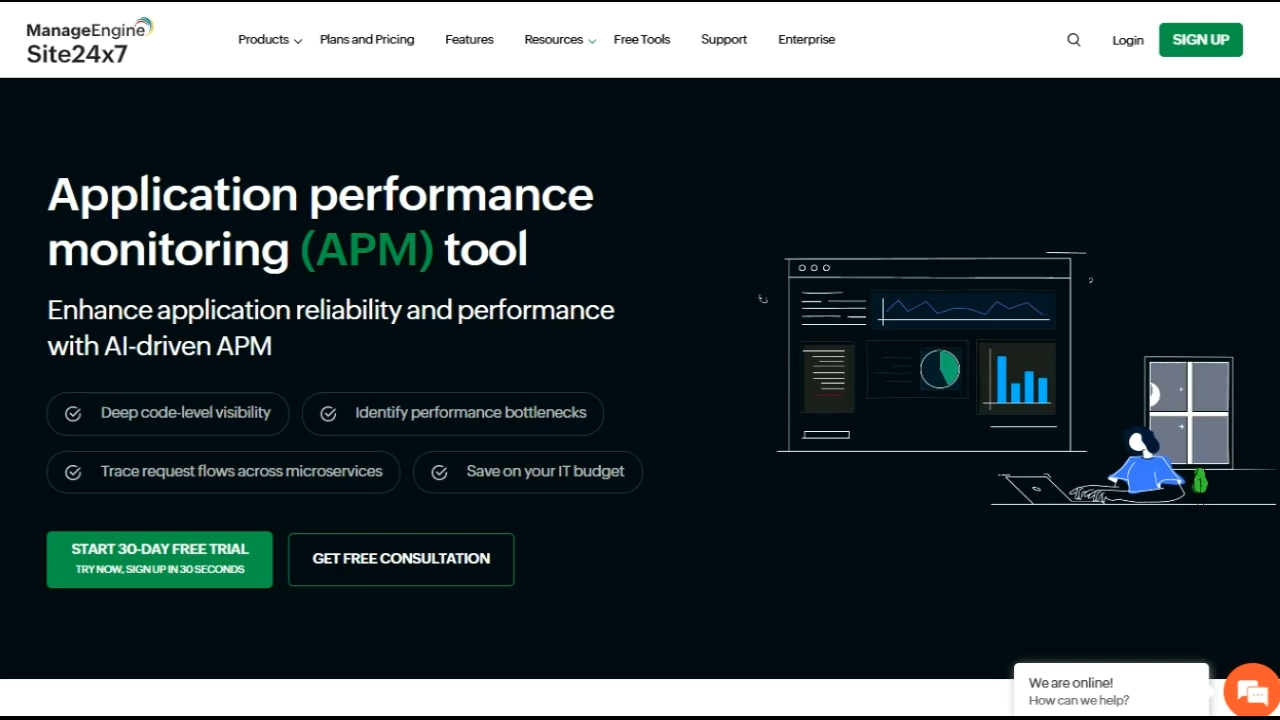 ManageEngine
Site24x7
Products
Plans and Pricing
Features
Resources
Free Tools
Support
Enterprise
Login
SIGN UP
Application performance
monitoring (APM) tool
Enhance application reliability and performance
with AI-driven APM
Deep code-level visibility
Identify performance bottlenecks
Trace request flows across microservices
Save on your IT budget
START 30-DAY FREE TRIAL
TRY NOW, SIGN UP IN 30 SECONDS
GET FREE CONSULTATION
We are online!
How can we help?